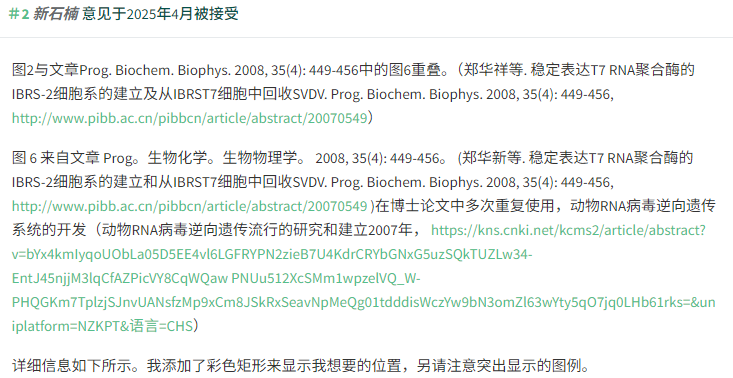 #2 新石楠 意见于2025年4月被接受
图2与文章Prog. Biochem. Biophys. 2008, 35(4): 449-456中的图6重叠。（郑华祥等. 稳定表达T7 RNA聚合酶的
IBRS-2细胞系的建立及从IBRST7细胞中回收SVDV. Prog. Biochem. Biophys. 2008, 35(4): 449-456,
http://www.pibb.ac.cn/pibbcn/article/abstract/20070549）
图 6 来自文章 Prog。生物化学。生物物理学。 2008, 35(4): 449-456。 (郑华新等. 稳定表达T7 RNA聚合酶的
IBRS-2细胞系的建立和从IBRST7细胞中回收SVDV. Prog. Biochem. Biophys. 2008, 35(4): 449-456,
http://www.pibb.ac.cn/pibbcn/article/abstract/20070549 )在博士论文中多次重复使用，动物RNA病毒逆向遗传
系统的开发（动物RNA病毒逆向遗传流行的研究和建立2007年， https://kns.cnki.net/kcms2/article/abstract?
v=bYx4kmIyqoUObLa05D5EE4vl6LGFRYPN2zieB7U4KdrCRYbGNxG5uzSQkTUZLw34-
EntJ45njjM3lqCfAZPicVY8CqWQaw PNUu512XcSMm1wpzelVQ_W-
PHQGKm7TplzjSJnvUANsfzMp9xCm8JSkRxSeavNpMeQg01tdddisWczYw9bN3omZl63wYty5qO7jq0LHb61rks=&un
iplatform=NZKPT&语言=CHS）
详细信息如下所示。我添加了彩色矩形来显示我想要的位置，另请注意突出显示的图例。